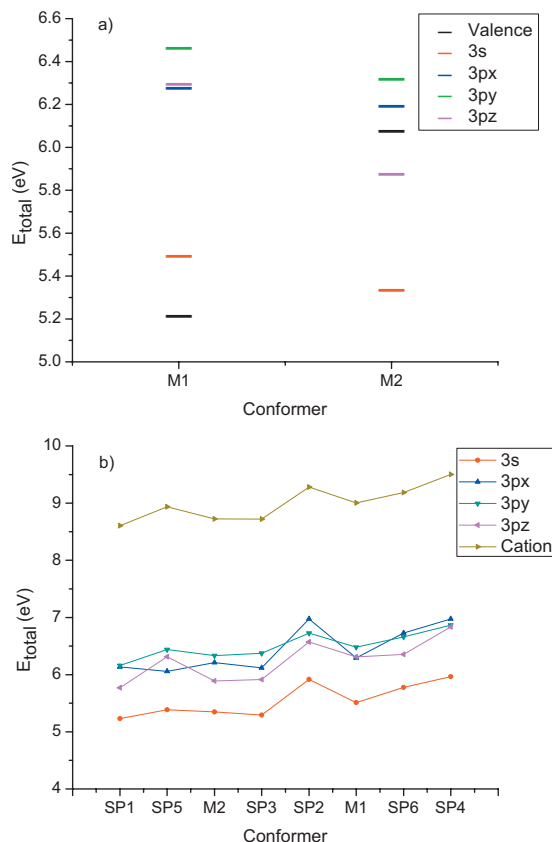 a)
Valence
3s
3px
3py
3pz
6.6
6.4
6.2
6.0
5.8
5.6
5.4
5.2
5.0
Etotal (eV)
M1 M2
Conformer
b)
3s
3px
3py
3pz
Cation
10
9
8
7
6
5
4
Etotal (eV)
SP1 SP5 M2 SP3 SP2 M1 SP6 SP4
Conformer